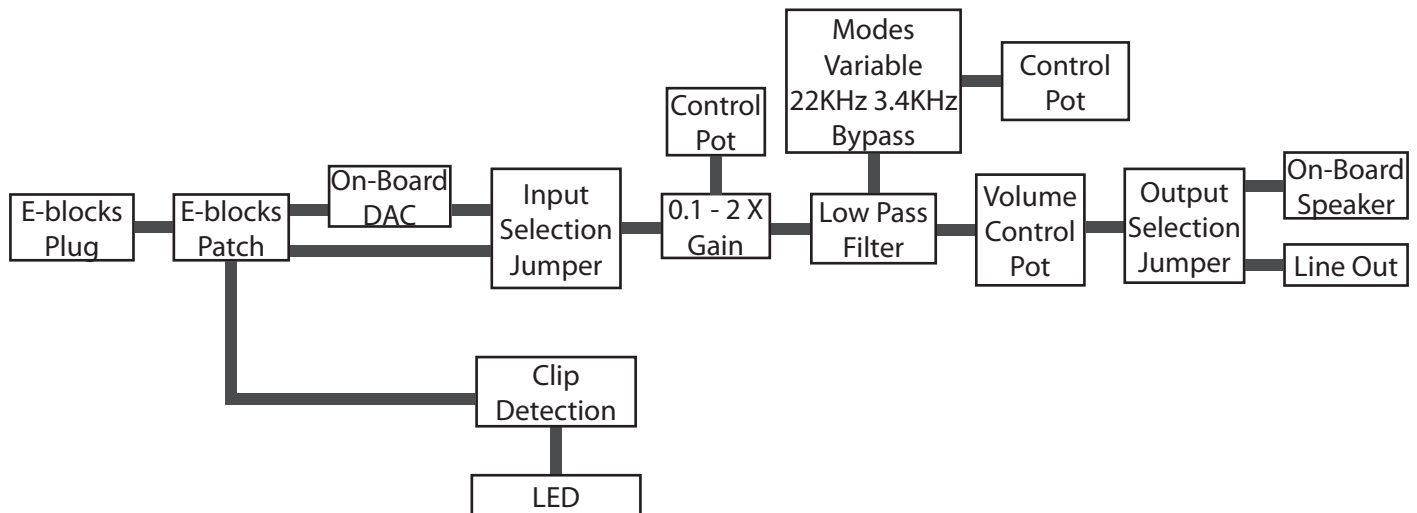 E-blocks
Plug
E-blocks
Patch
On-Board
DAC
Input
Selection
Jumper
Control
Pot
0.1 - 2 X
Gain
Modes
Variable
22KHz 3.4KHz
Bypass
Control
Pot
Low Pass
Filter
Volume
Control
Pot
Output
Selection
Jumper
On-Board
Speaker
Line Out
Clip
Detection
LED